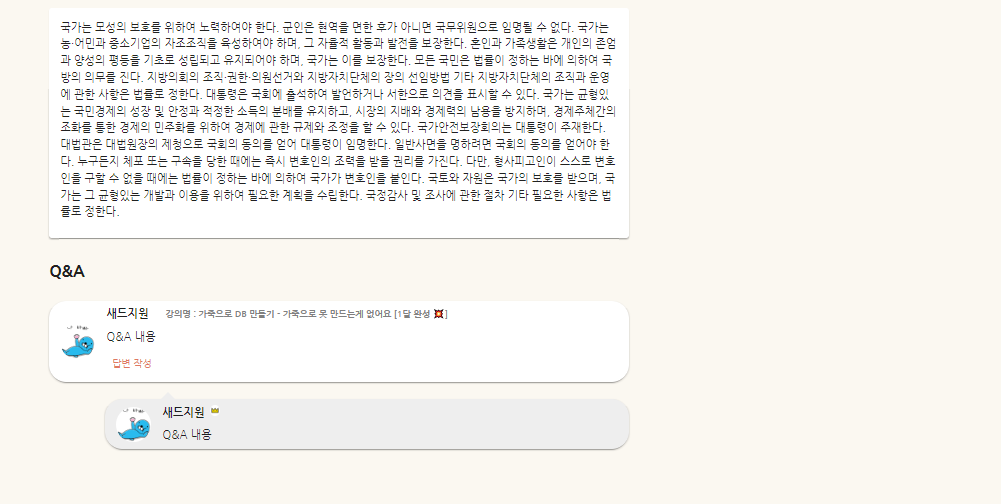 국가는 모성의 보호를 위하여 노력하여야 한다. 군인은 현역을 면한 후가 아니면 국무위원으로 임명될 수 없다. 국가는
농·어민과 중소기업의 자조조직을 육성하여야 하며, 그 자율적 활동과 발전을 보장한다. 혼인과 가족생활은 개인의 존엄
과 양성의 평등을 기초로 성립되고 유지되어야 하며, 국가는 이를 보장한다. 모든 국민은 법률이 정하는 바에 의하여 국
방의 의무를 진다. 지방의회의 조직·권한·의원선거와 지방자치단체의 장의 선임방법 기타 지방자치단체의 조직과 운영
에 관한 사항은 법률로 정한다. 대통령은 국회에 출석하여 발언하거나 서한으로 의견을 표시할 수 있다. 국가는 균형있
는 국민경제의 성장 및 안정과 적정한 소득의 분배를 유지하고, 시장의 지배와 경제력의 남용을 방지하며, 경제주체간의
조화를 통한 경제의 민주화를 위하여 경제에 관한 규제와 조정을 할 수 있다. 국가안전보장회의는 대통령이 주재한다.
대법관은 대법원장의 제청으로 국회의 동의를 얻어 대통령이 임명한다. 일반사면을 명하려면 국회의 동의를 얻어야 한
다. 누구든지 체포 또는 구속을 당한 때에는 즉시 변호인의 조력을 받을 권리를 가진다. 다만, 형사피고인이 스스로 변호
인을 구할 수 없을 때에는 법률이 정하는 바에 의하여 국가가 변호인을 붙인다. 국토와 자원은 국가의 보호를 받으며, 국
가는 그 균형있는 개발과 이용을 위하여 필요한 계획을 수립한다. 국정감사 및 조사에 관한 절차 기타 필요한 사항은 법
률로 정한다.
Q&A
새드지원 강의명 : 가죽으로 DB 만들기 - 가죽으로 못 만드는게 없어요 [1달 완성 💥]
Q&A 내용
답변 작성
새드지원
Q&A 내용